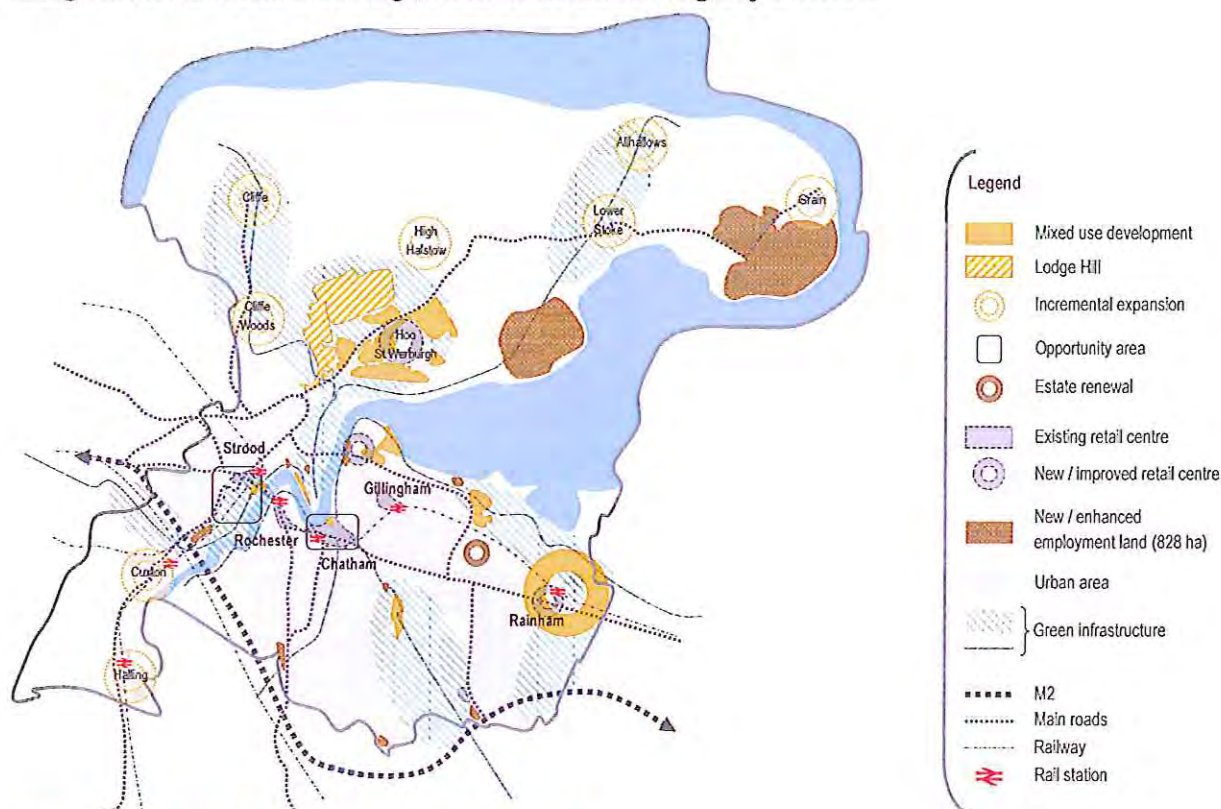 Allhallows
Cliffe
Grain
Lower
Stoke
High
Halstow
Cliffe
Woods
Hoo
St Werburgh
Strood
Gillingham
Rochester
Chatham
Cuxton
Rainham
Halling
Legend
Mixed use development
Lodge Hill
Incremental expansion
Opportunity area
Estate renewal
Existing retail centre
New / improved retail centre
New / enhanced
employment land (828 ha)
Urban area
Green infrastructure
M2
Main roads
Railway
Rail station